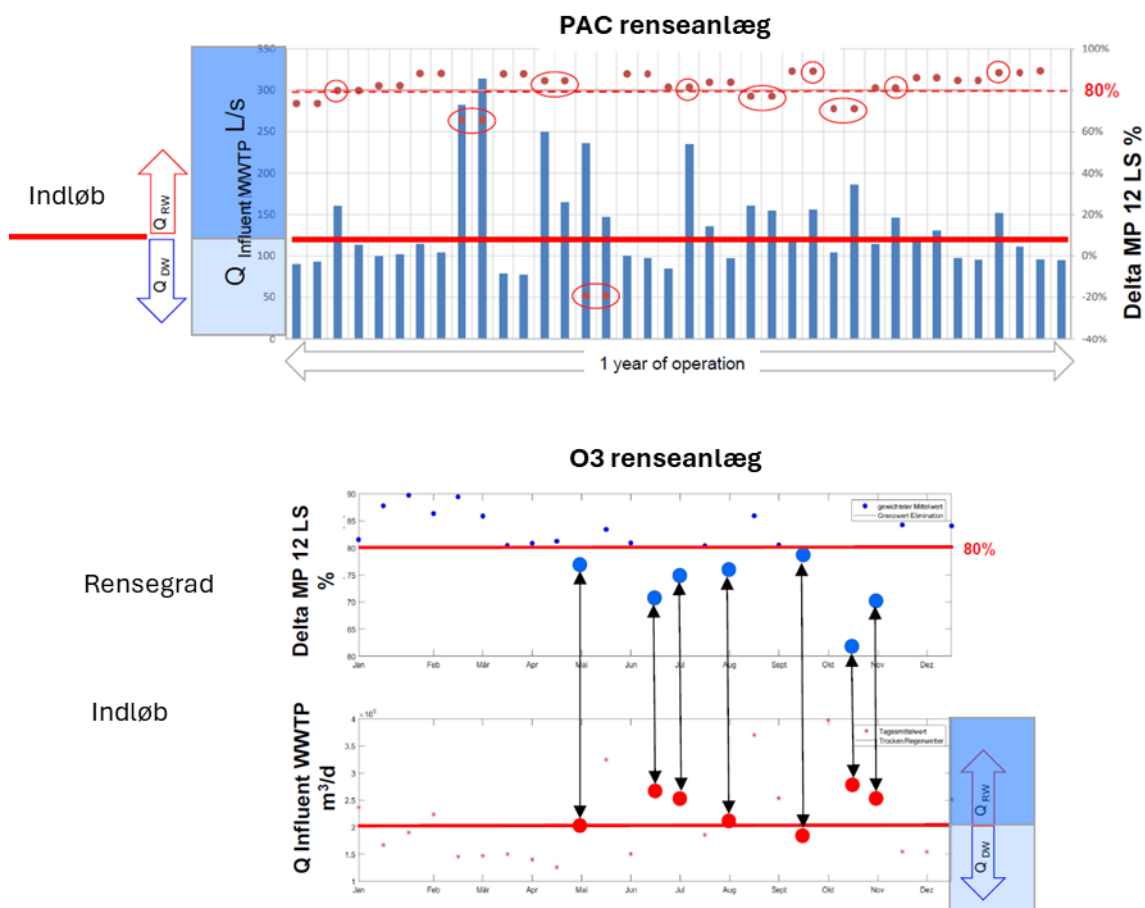 PAC renseanlæg
350
300
250
200
150
100
50
0
Q Influent WWTP L/s
100%
80%
60%
40%
20%
0%
-20%
-40%
80%
Delta MP 12 LS %
Indløb
Q RW
Q DW
1 year of operation
O3 renseanlæg
Rensegrad
Delta MP 12 LS
%
90
85
80
75
70
65
60
gewichteter Mittelwert
Grenzwert Elimination
80%
Jan Feb Mär Apr Mai Jun Jul Aug Sept Okt Nov Dez
Indløb
Q Influent WWTP
m³/d
×10⁵
4
3.5
3
2.5
2
1.5
1
Tagesmittelwert
Trocken/Regenwetter
Q RW
Q DW
Jan Feb Mär Apr Mai Jun Jul Aug Sept Okt Nov Dez